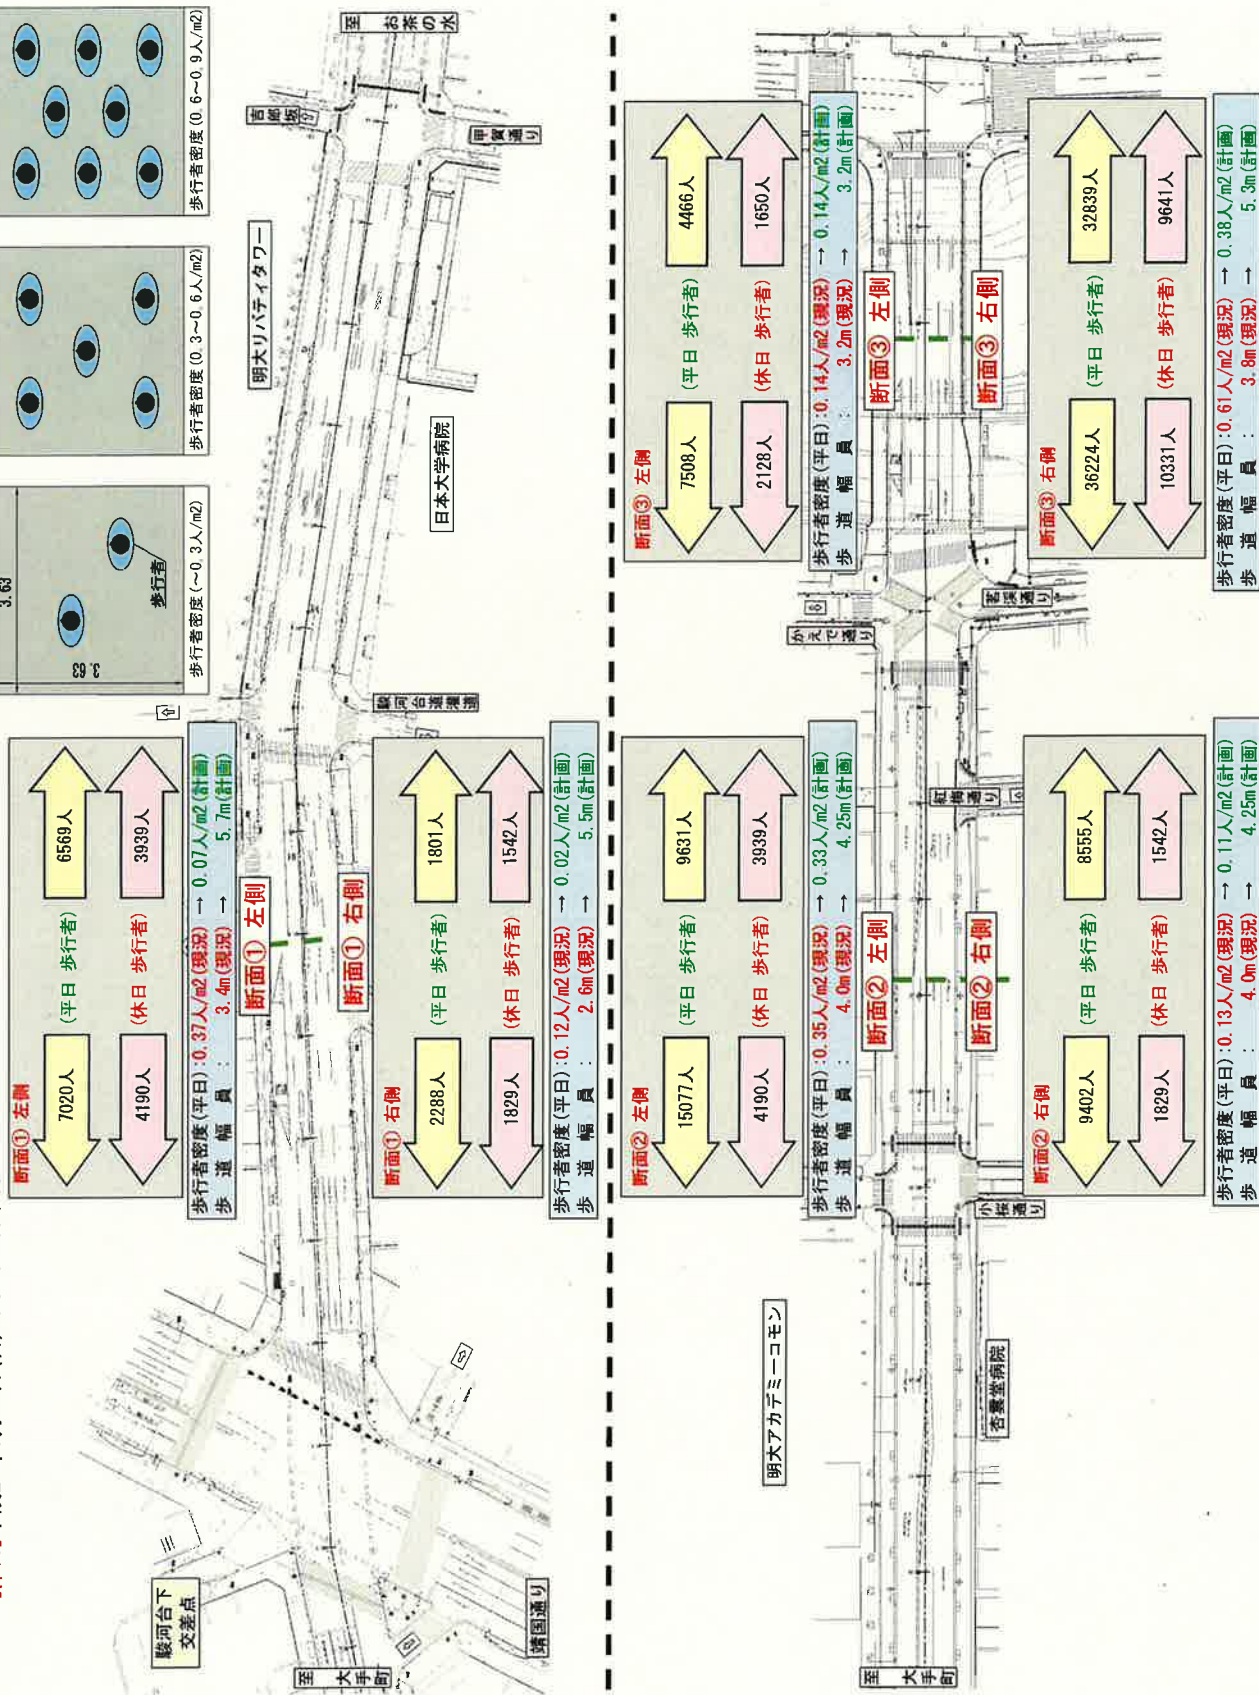 3.63
3.63
歩行者
歩行者密度(～0.3人/m2)
歩行者密度(0.3～0.6人/m2)
歩行者密度(0.6～0.9人/m2)
断面① 左側
7020人
(平日 歩行者)
6569人
4190人
(休日 歩行者)
3939人
歩行者密度(平日):0.37人/m2(現況) → 0.07人/m2(計画)
歩道幅員: 3.4m(現況) → 5.7m(計画)
断面① 左側
断面① 右側
断面① 右側
2288人
(平日 歩行者)
1801人
1829人
(休日 歩行者)
1542人
歩行者密度(平日):0.12人/m2(現況) → 0.02人/m2(計画)
歩道幅員: 2.6m(現況) → 5.5m(計画)
駿河台下
交差点
至大手町
靖国通り
駿河台道灌道
明大リバティタワー
日本大学病院
吉郎坂
甲賀通り
至お茶の水
断面② 左側
15077人
(平日 歩行者)
9631人
4190人
(休日 歩行者)
3939人
歩行者密度(平日):0.35人/m2(現況) → 0.33人/m2(計画)
歩道幅員: 4.0m(現況) → 4.25m(計画)
断面② 左側
断面② 右側
断面② 右側
9402人
(平日 歩行者)
8555人
1829人
(休日 歩行者)
1542人
歩行者密度(平日):0.13人/m2(現況) → 0.11人/m2(計画)
歩道幅員: 4.0m(現況) → 4.25m(計画)
断面③ 左側
7508人
(平日 歩行者)
4466人
2128人
(休日 歩行者)
1650人
歩行者密度(平日):0.14人/m2(現況) → 0.14人/m2(計画)
歩道幅員: 3.2m(現況) → 3.2m(計画)
断面③ 左側
断面③ 右側
断面③ 右側
36224人
(平日 歩行者)
32839人
10331人
(休日 歩行者)
9641人
歩行者密度(平日):0.61人/m2(現況) → 0.38人/m2(計画)
歩道幅員: 3.8m(現況) → 5.3m(計画)
至大手町
明大アカデミーコモン
杏雲堂病院
小桜通り
紅梅通り
かえで通り
茗渓通り